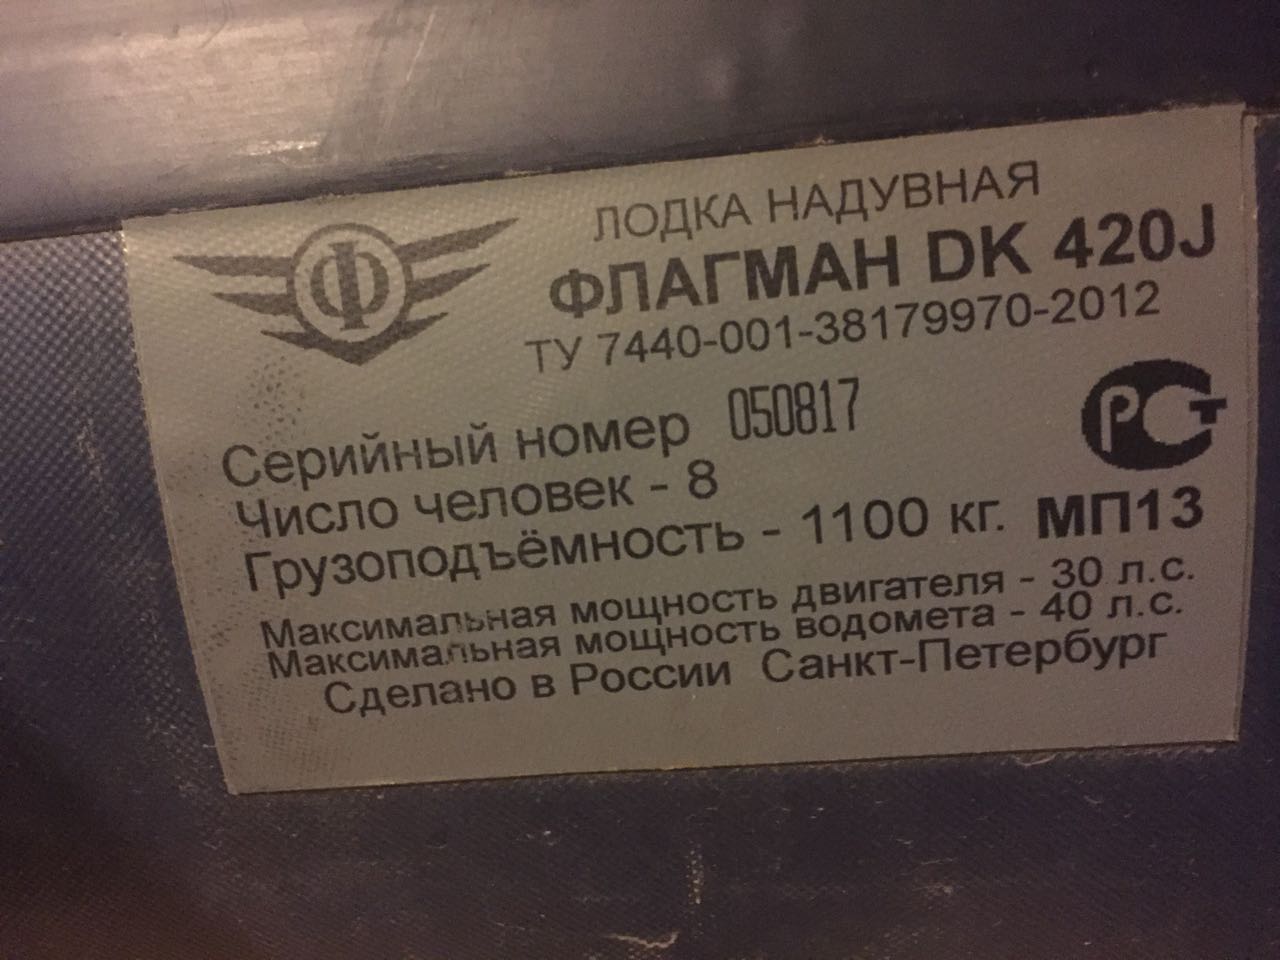 Ф
ЛОДКА НАДУВНАЯ
ФЛАГМАН DK 420J
ТУ 7440-001-38179970-2012
Серийный номер 050817
Число человек - 8
Грузоподъёмность - 1100 кг. МП13
РСТ
Максимальная мощность двигателя - 30 л.с.
Максимальная мощность водомета - 40 л.с.
Сделано в России Санкт-Петербург